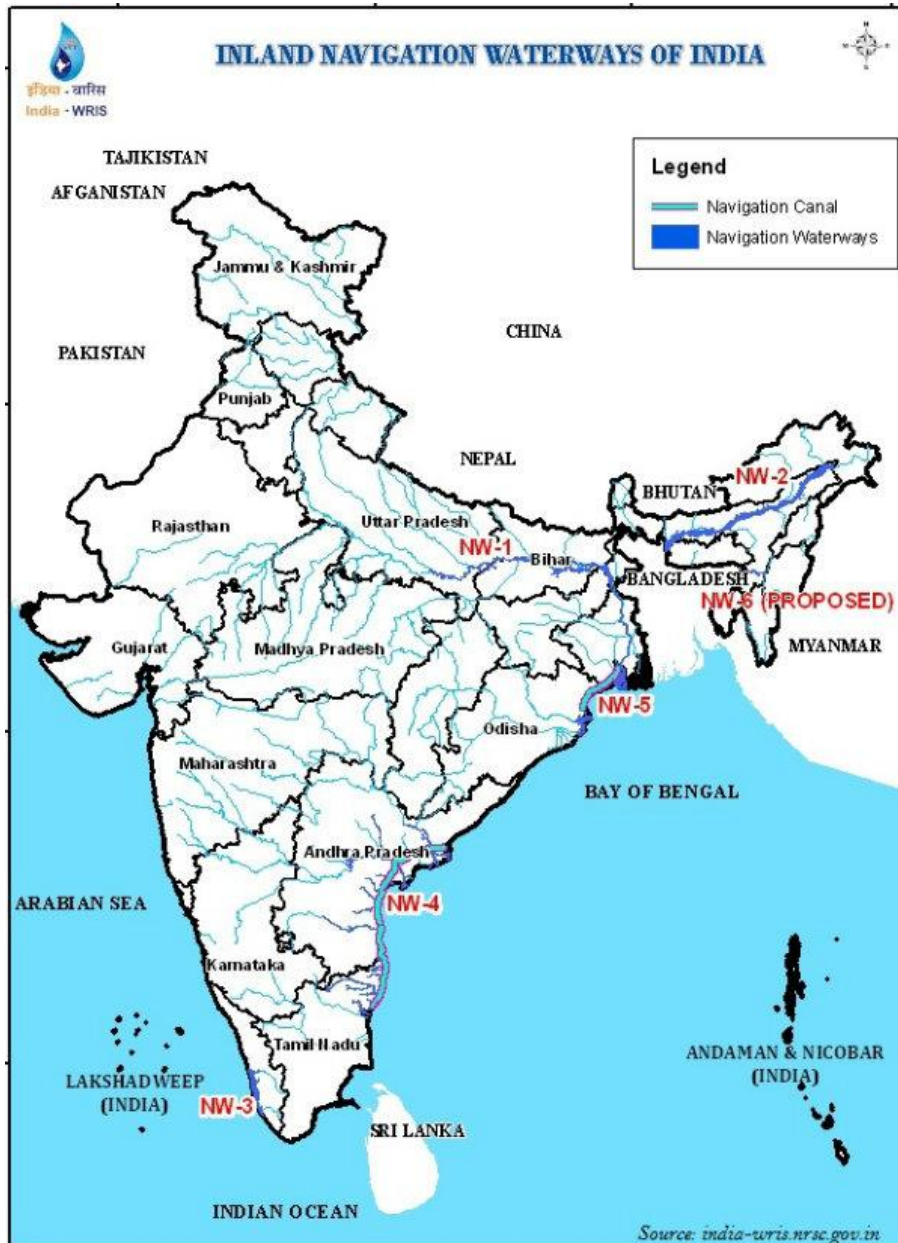 INLAND NAVIGATION WATERWAYS OF INDIA
इंडिया - वारिस
India - WRIS
N
W
E
S
Legend
Navigation Canal
Navigation Waterways
TAJIKISTAN
AFGANISTAN
Jammu & Kashmir
CHINA
PAKISTAN
Punjab
NEPAL
NW-2
BHUTAN
Rajasthan
Uttar Pradesh
NW-1
Bihar
BANGLADESH
NW-6 (PROPOSED)
MYANMAR
Gujarat
Madhya Pradesh
NW-5
Odisha
Maharashtra
BAY OF BENGAL
Andhra Pradesh
ARABIAN SEA
NW-4
Karnataka
Tamil Nadu
ANDAMAN & NICOBAR
(INDIA)
LAKSHADWEEP
(INDIA)
NW-3
SRI LANKA
INDIAN OCEAN
Source: india-wris.nrsc.gov.in